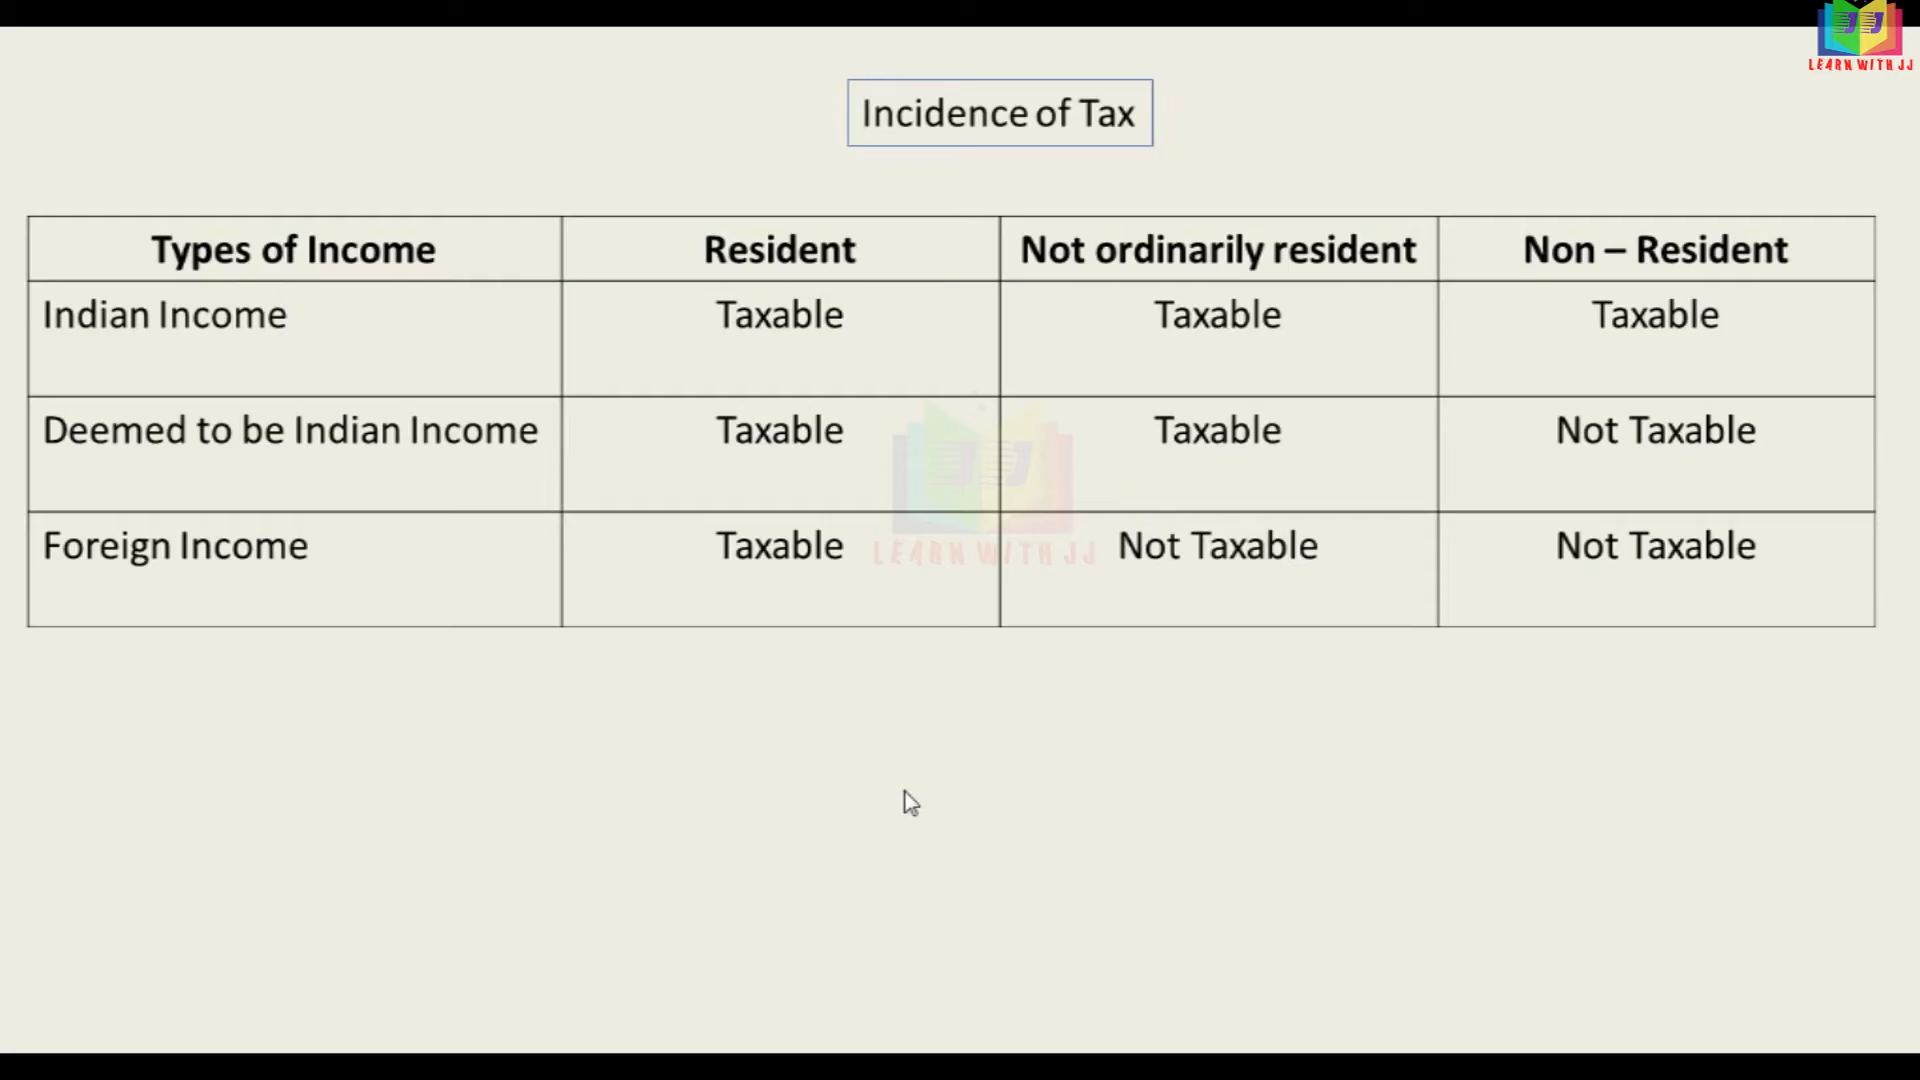 LEARN WITH JJ
Incidence of Tax
Types of Income Resident Not ordinarily resident Non – Resident
Indian Income Taxable Taxable Taxable
Deemed to be Indian Income Taxable Taxable Not Taxable
Foreign Income Taxable Not Taxable Not Taxable
LEARN WITH JJ